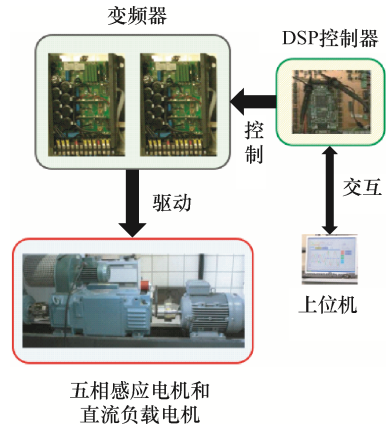 变频器
DSP控制器
控制
驱动
交互
上位机
五相感应电机和
直流负载电机